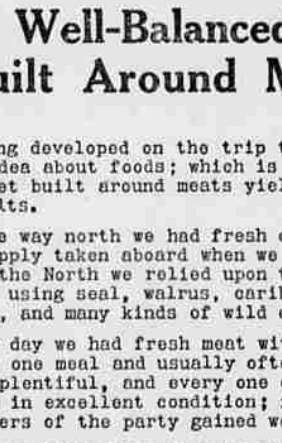 Well-Balanced
uilt Around M
ng developed on the trip t
dea about foods; which is
et built around meats yiel
lts.
e way north we had fresh
pply taken aboard when we
the North we relied upon t
using seal, walrus, carib
, and many kinds of wild
day we had fresh meat wi
one meal and usually ofte
plentiful, and every one
in excellent condition;
ers of the party gained we